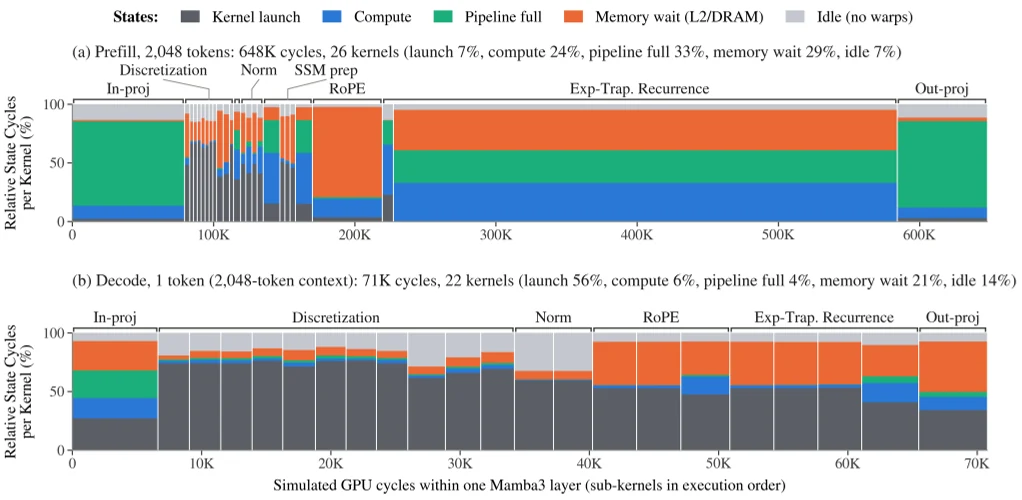 States: Kernel launch Compute Pipeline full Memory wait (L2/DRAM) Idle (no warps)
(a) Prefill, 2,048 tokens: 648K cycles, 26 kernels (launch 7%, compute 24%, pipeline full 33%, memory wait 29%, idle 7%)
Discretization Norm SSM prep
In-proj RoPE Exp-Trap. Recurrence Out-proj
Relative State Cycles
per Kernel (%)
100
50
0
0 100K 200K 300K 400K 500K 600K
(b) Decode, 1 token (2,048-token context): 71K cycles, 22 kernels (launch 56%, compute 6%, pipeline full 4%, memory wait 21%, idle 14%)
In-proj Discretization Norm RoPE Exp-Trap. Recurrence Out-proj
Relative State Cycles
per Kernel (%)
100
50
0
0 10K 20K 30K 40K 50K 60K 70K
Simulated GPU cycles within one Mamba3 layer (sub-kernels in execution order)